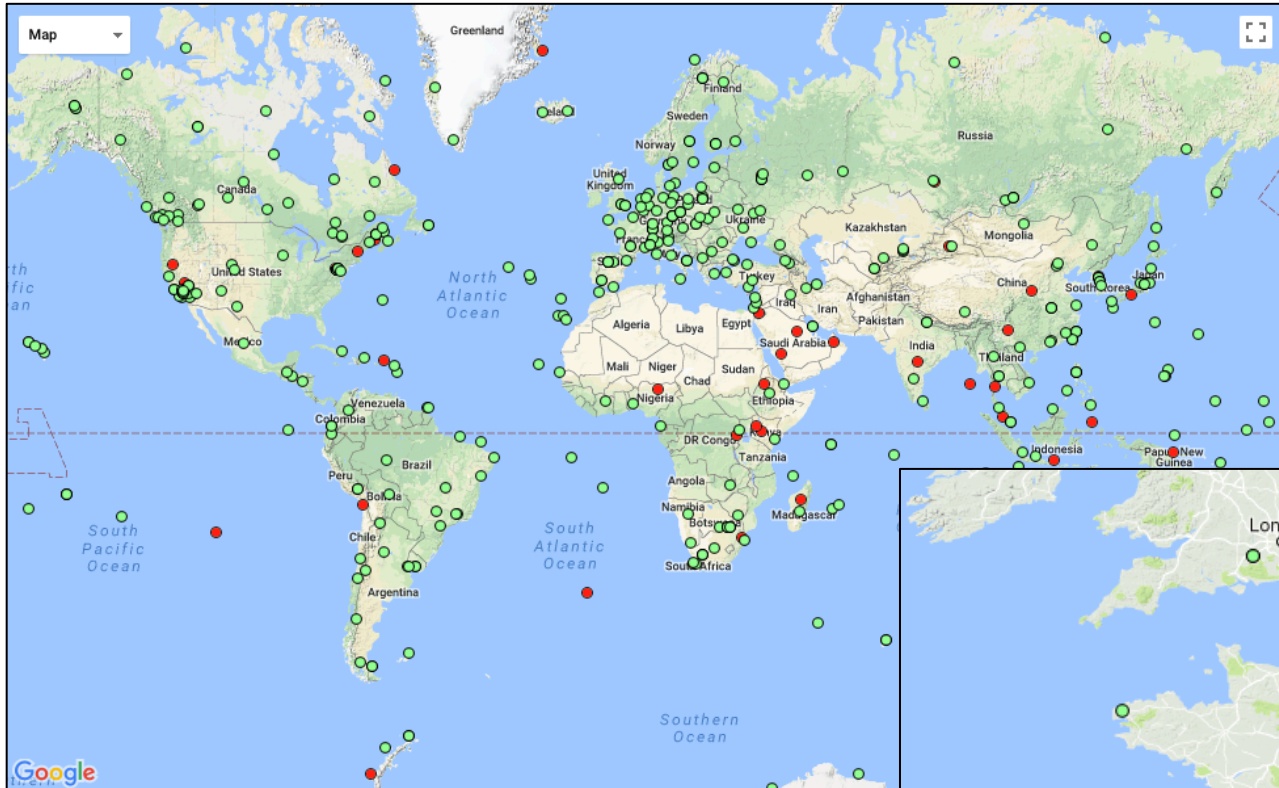 Map
Greenland
Finland
Sweden
Russia
Norway
United
Kingdom
Canada
Ukraine
Kazakhstan
Mongolia
United States
North
Atlantic
Ocean
Turkey
China
Japan
South Korea
Iraq
Iran
Afghanistan
Pakistan
Algeria
Libya
Egypt
Saudi Arabia
India
Thailand
Mexico
Mali
Niger
Chad
Sudan
Nigeria
Ethiopia
Venezuela
Colombia
DR Congo
Kenya
Tanzania
Indonesia
Papua New
Guinea
Peru
Brazil
Bolivia
Angola
Namibia
Botswana
Madagascar
South
Pacific
Ocean
South
Atlantic
Ocean
Chile
South Africa
Argentina
Southern
Ocean
Lon
Google